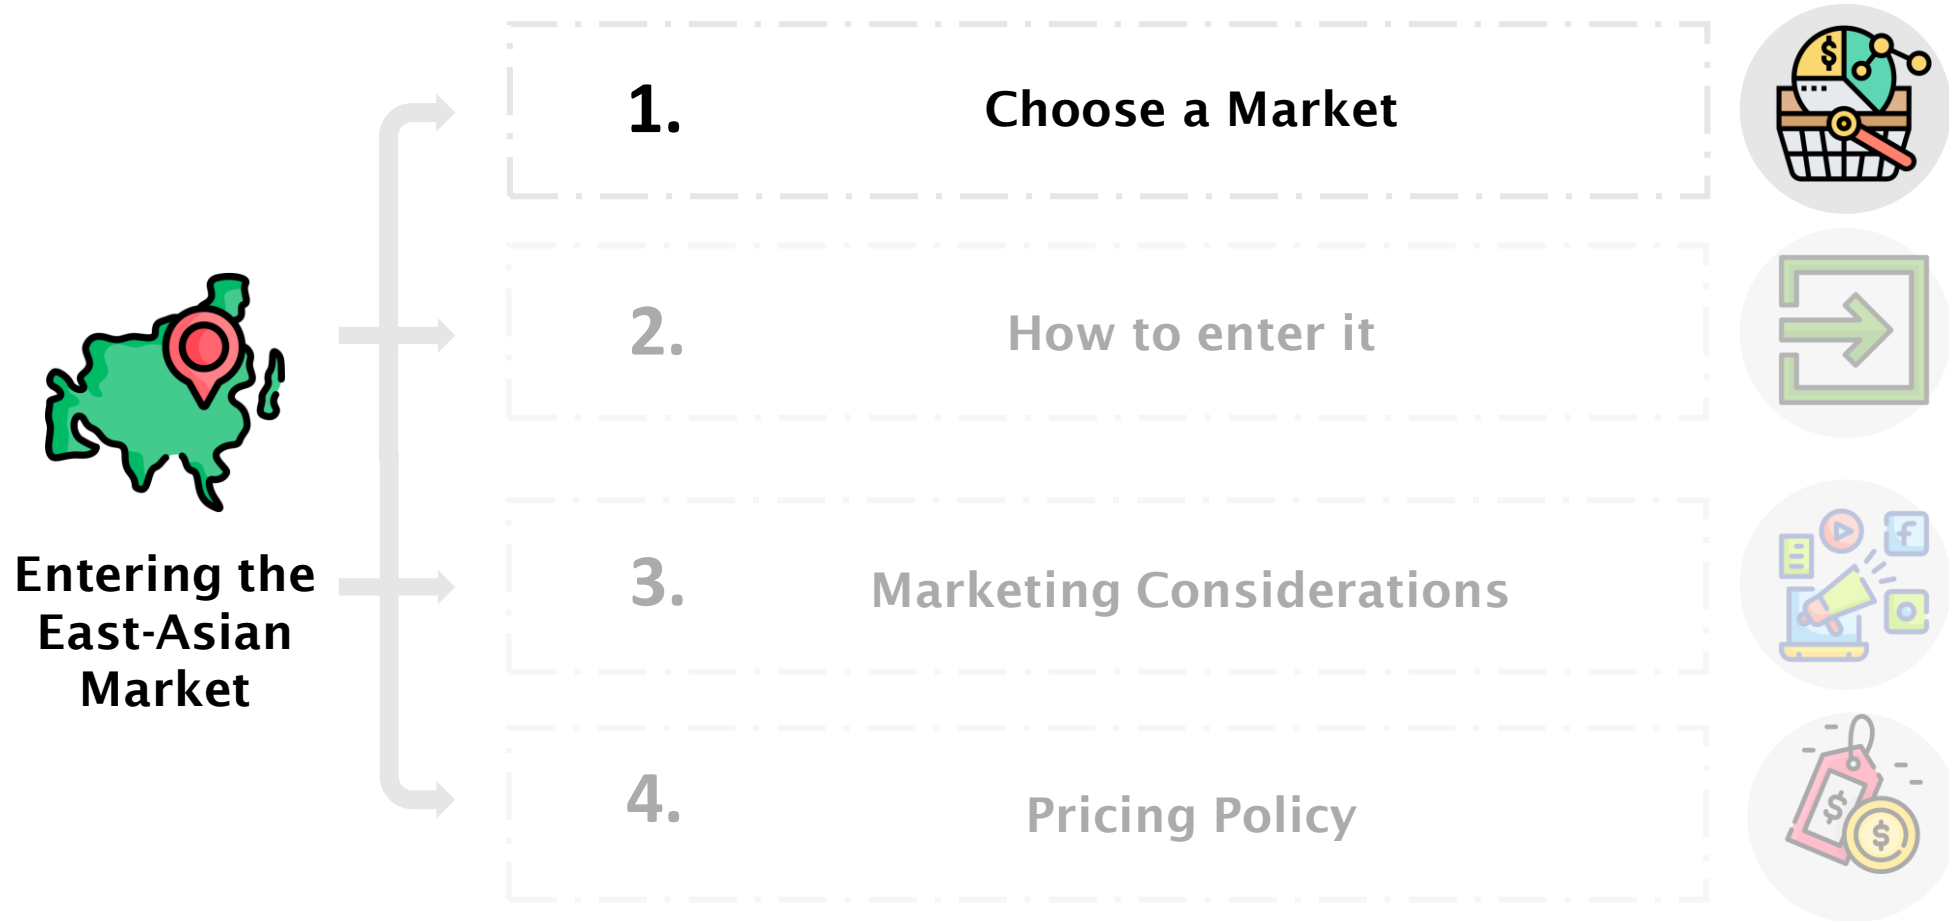 Entering the
East-Asian
Market
1. Choose a Market
2. How to enter it
3. Marketing Considerations
4. Pricing Policy
$
f
$
$